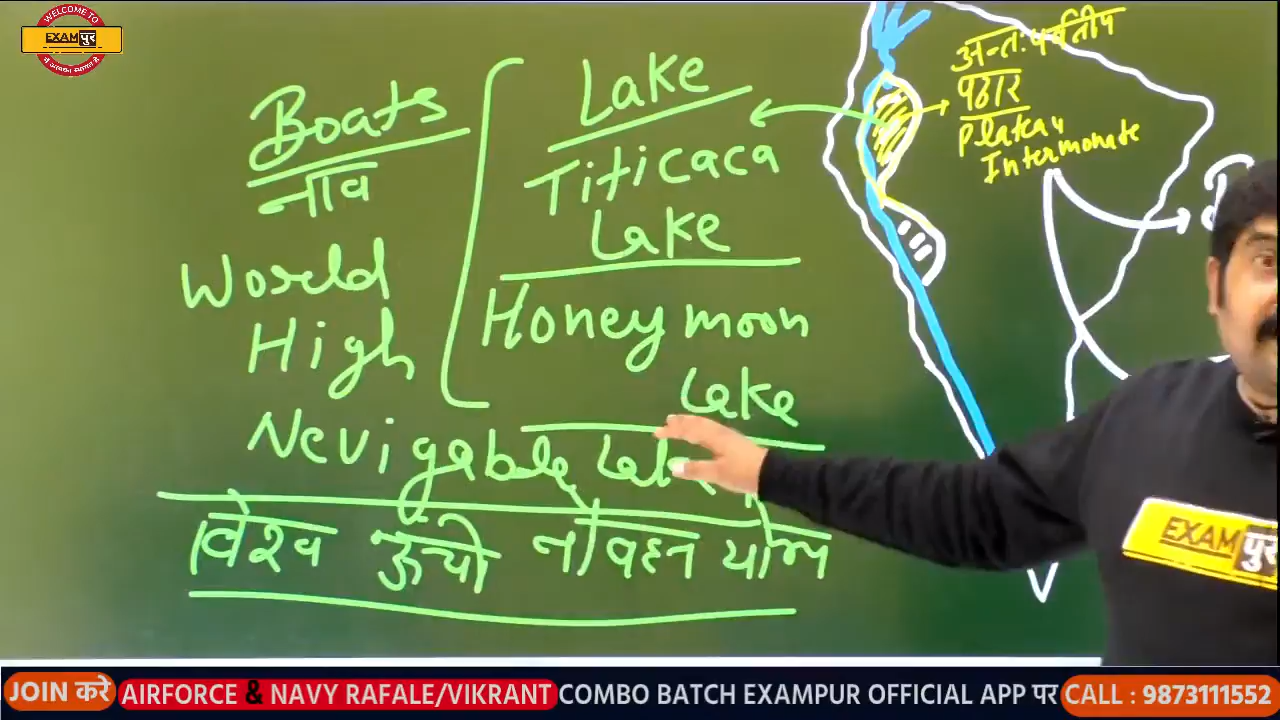 WELCOME TO
EXAMपुर
Boats
नाव
World
High
Nevigable Lake
विश्व ऊंची नौवहन योग्य
Lake
Titicaca
Lake
Honeymoon
Lake
अन्त: पर्वतीय
पठार
Plateau
Intermonate
EXAMपुर
JOIN करे AIRFORCE & NAVY RAFALE/VIKRANT COMBO BATCH EXAMPUR OFFICIAL APP पर CALL : 9873111552